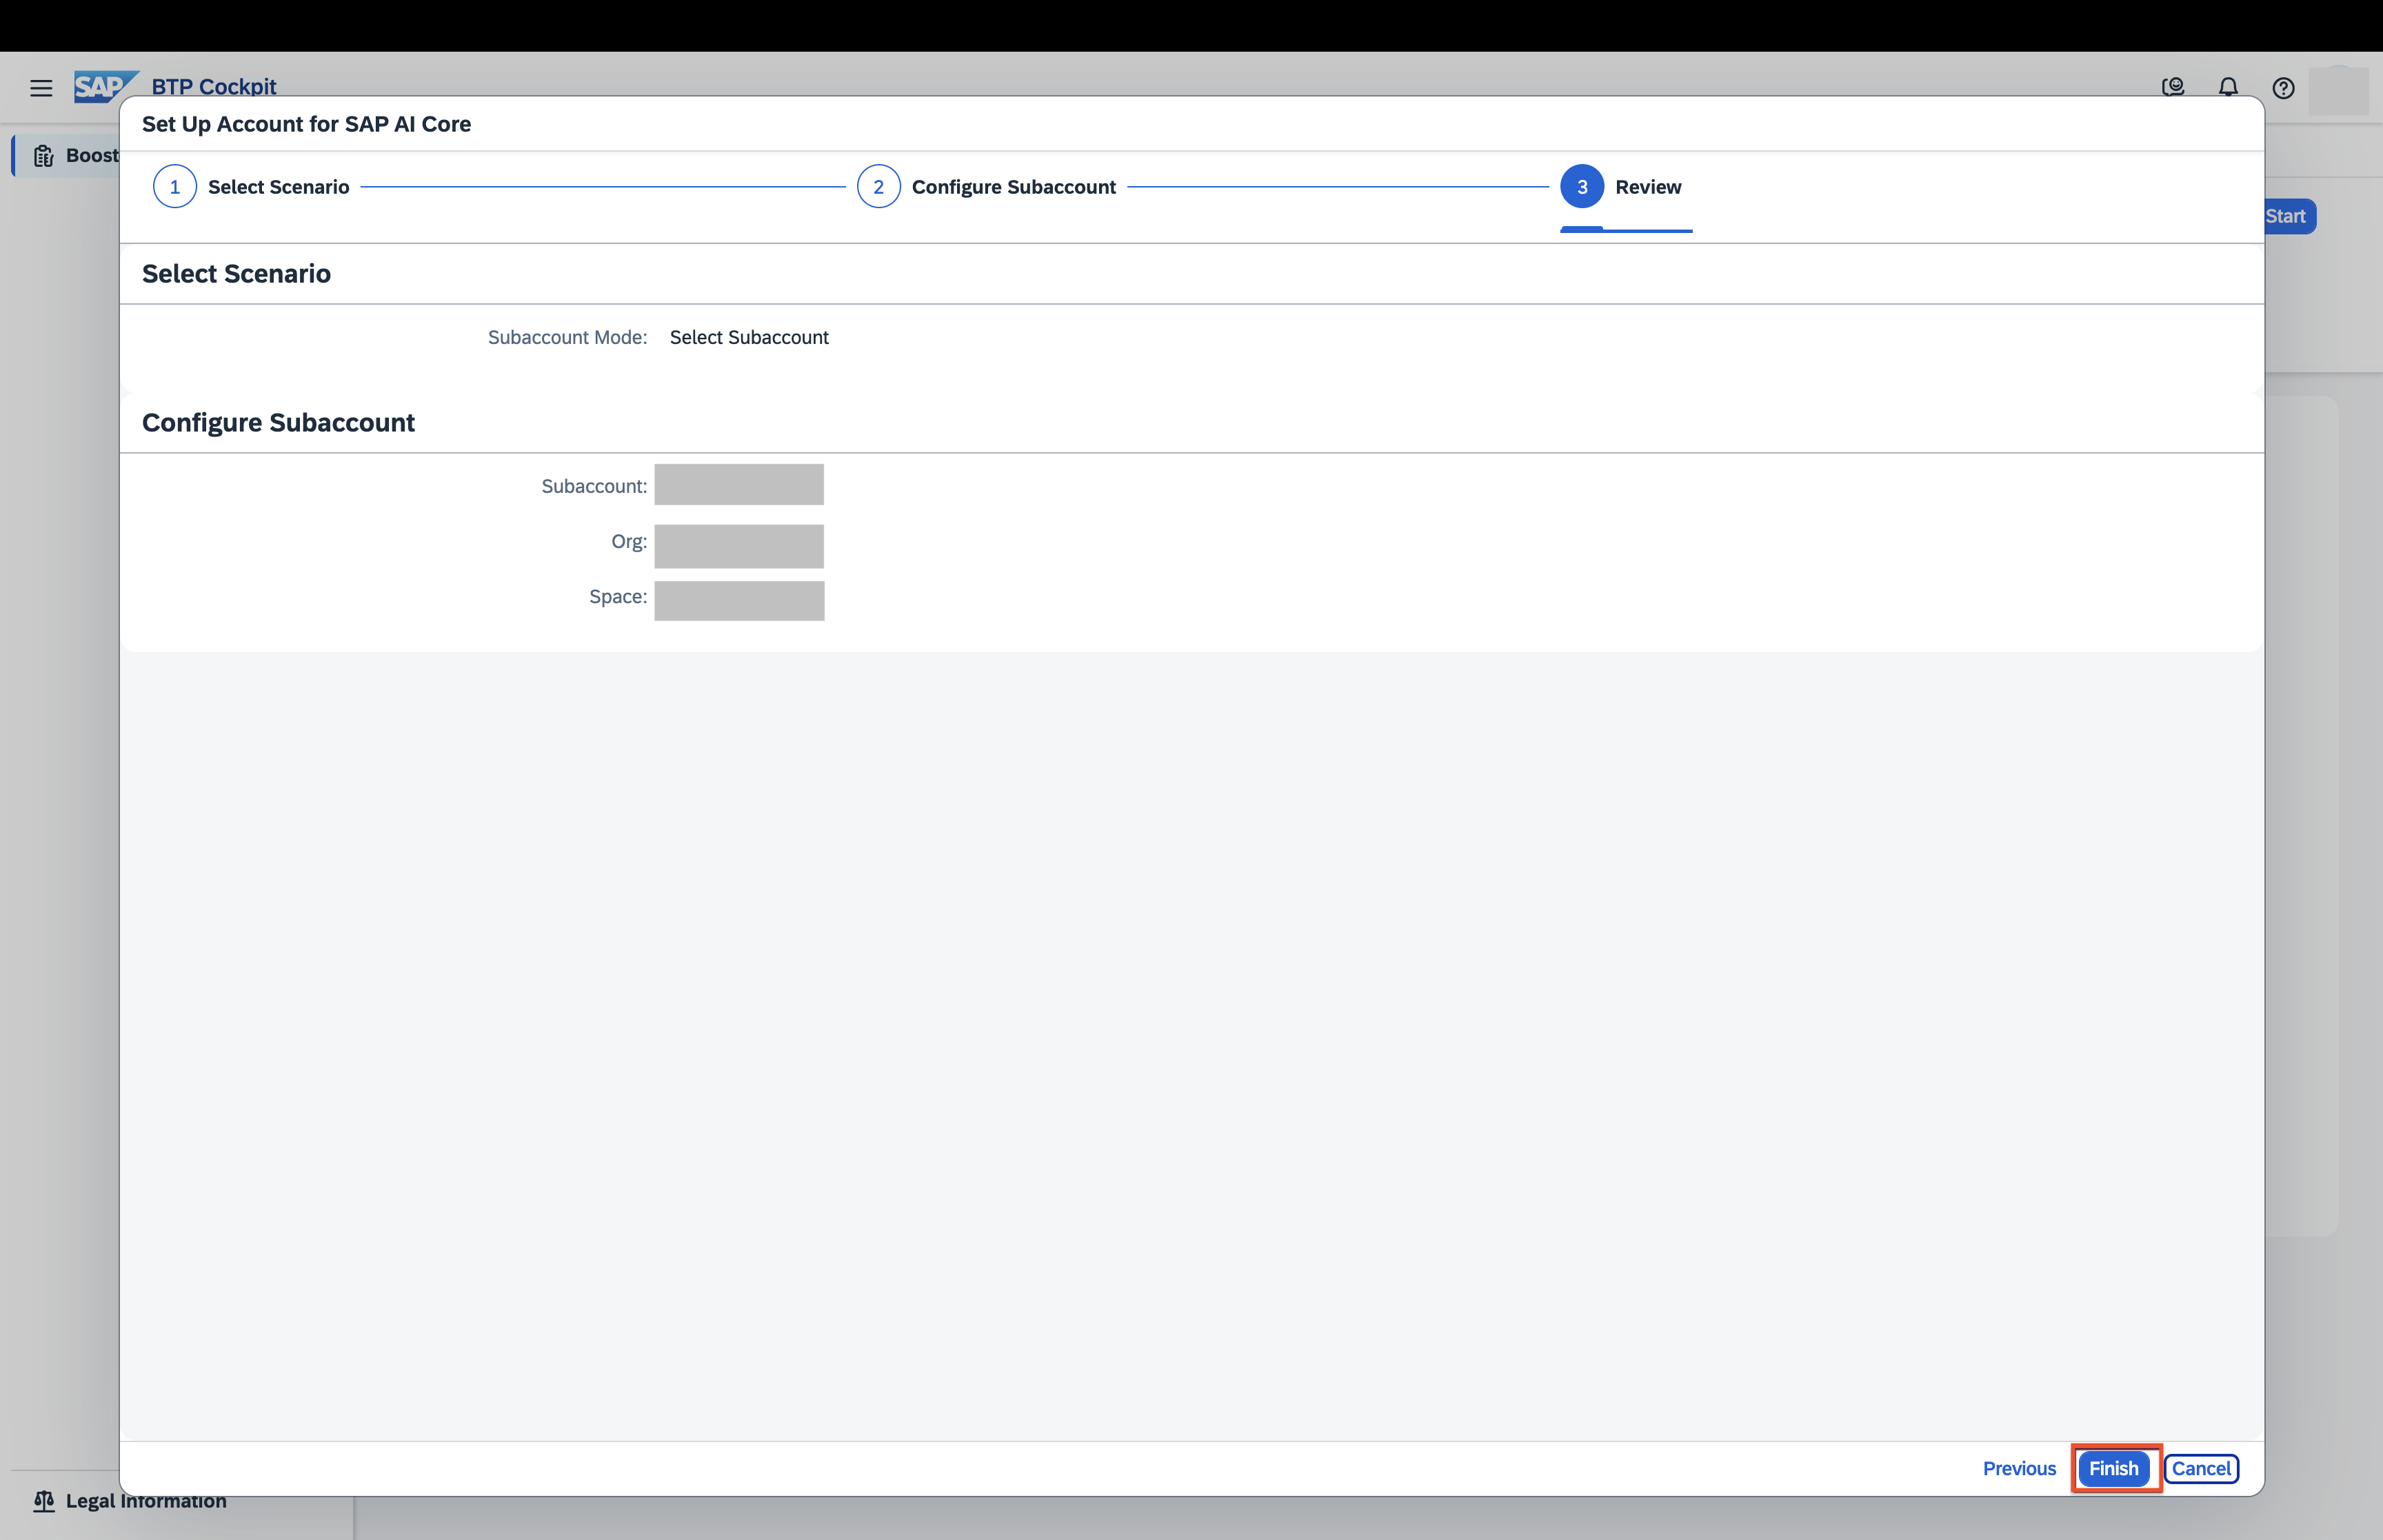 SAP BTP Cockpit
Set Up Account for SAP AI Core
Boost
1 Select Scenario 2 Configure Subaccount 3 Review
Start
Select Scenario
Subaccount Mode: Select Subaccount
Configure Subaccount
Subaccount:
Org:
Space:
Previous Finish Cancel
Legal Information